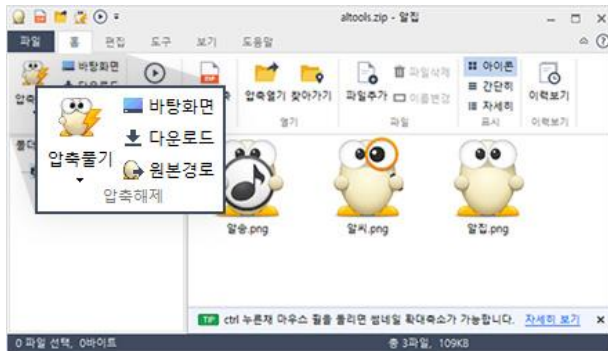 altools.zip - 알집
파일 홈 편집 도구 보기 도움말
바탕화면
압축열기 찾아가기
열기
파일추가
파일삭제
이름변경
파일
아이콘
간단히
자세히
표시
이력보기
이력보기
압축풀기
바탕화면
다운로드
원본경로
압축해제
알송.png 알씨.png 알집.png
TIP ctrl 누른채 마우스 휠을 돌리면 썸네일 확대축소가 가능합니다. 자세히 보기
0 파일 선택, 0바이트 총 3파일, 109KB